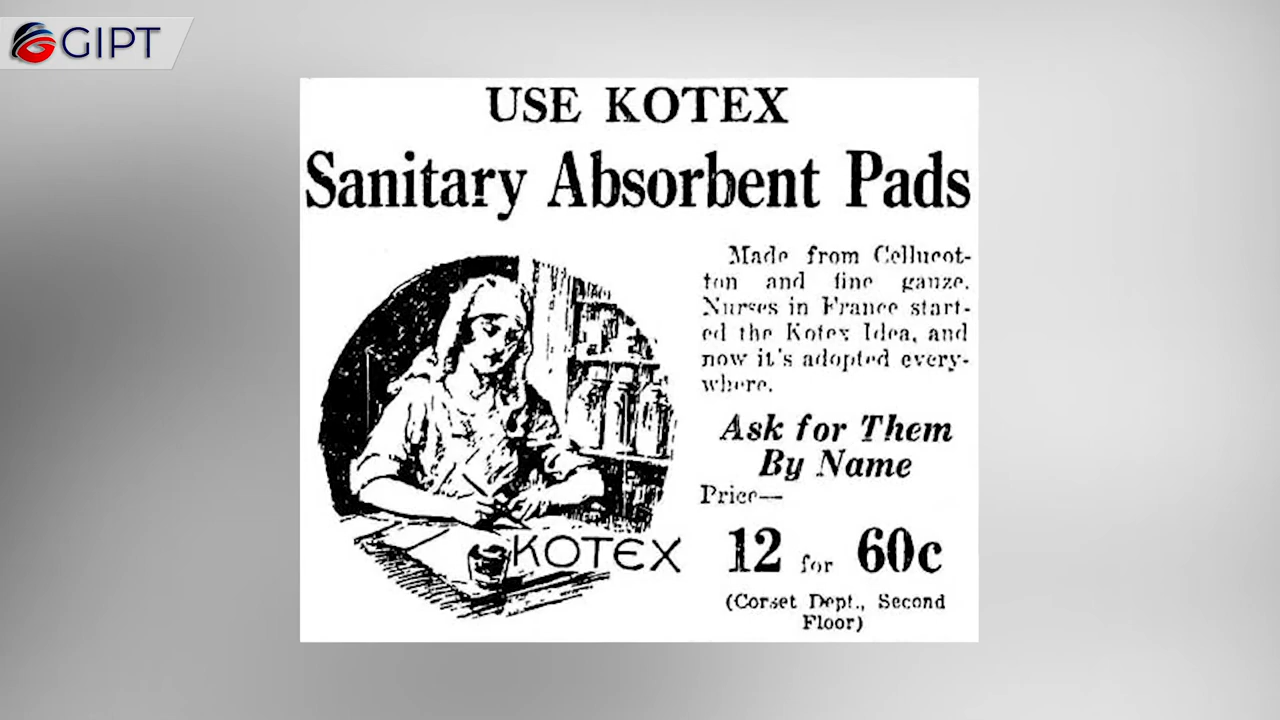 GIPT
USE KOTEX
Sanitary Absorbent Pads
Made from Cellucot-
ton and fine gauze.
Nurses in France start-
ed the Kotex Idea, and
now it's adopted every-
where.
Ask for Them
By Name
Price—
12 for 60c
(Corset Dept., Second
Floor)
KOTEX